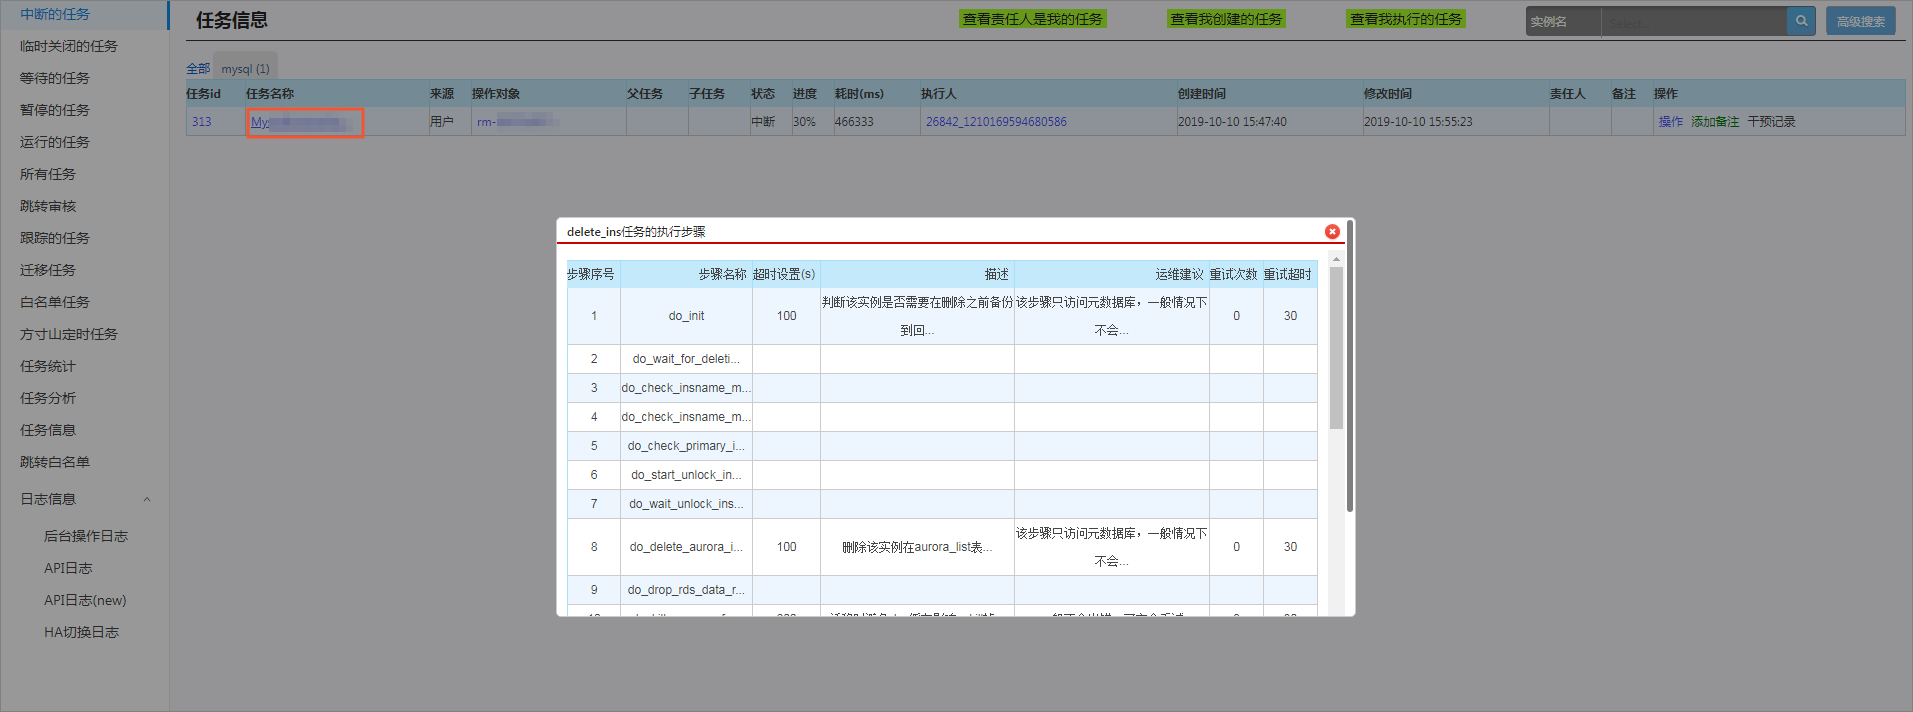 中断的任务
临时关闭的任务
等待的任务
暂停的任务
运行的任务
所有任务
跳转审核
跟踪的任务
迁移任务
白名单任务
方寸山定时任务
任务统计
任务分析
任务信息
跳转白名单
日志信息
后台操作日志
API日志
API日志(new)
HA切换日志
任务信息 查看责任人是我的任务 查看我创建的任务 查看我执行的任务 实例名 Select... 高级搜索
全部 mysql (1)
任务id 任务名称 来源 操作对象 父任务 子任务 状态 进度 耗时(ms) 执行人 创建时间 修改时间 责任人 备注 操作
313 My 用户 rm- 中断 30% 466333 26842_1210169594680586 2019-10-10 15:47:40 2019-10-10 15:55:23 操作 添加备注 干预记录
delete_ins任务的执行步骤
步骤序号 步骤名称 超时设置(s) 描述 运维建议 重试次数 重试超时
1 do_init 100 判断该实例是否需要在删除之前备份到回... 该步骤只访问元数据库，一般情况下不会... 0 30
2 do_wait_for_deleti...
3 do_check_insname_m...
4 do_check_insname_m...
5 do_check_primary_i...
6 do_start_unlock_in...
7 do_wait_unlock_ins...
8 do_delete_aurora_i... 100 删除该实例在aurora_list表... 该步骤只访问元数据库，一般情况下不会... 0 30
9 do_drop_rds_data_r...